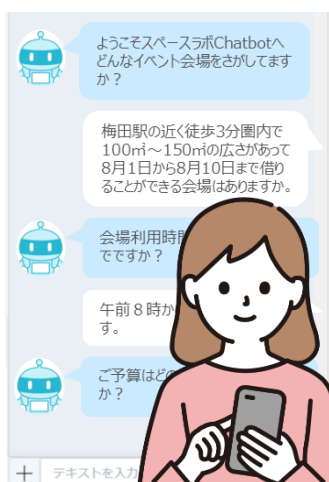 ようこそスペースラボChatbotへ
どんなイベント会場をさがしてます
か？
梅田駅の近く徒歩3分圏内で
100㎡～150㎡の広さがあって
8月1日から8月10日まで借り
ることができる会場はありますか。
会場利用時
でですか？
午前８時か
す。
ご予算は
か？
＋ テキストを入力